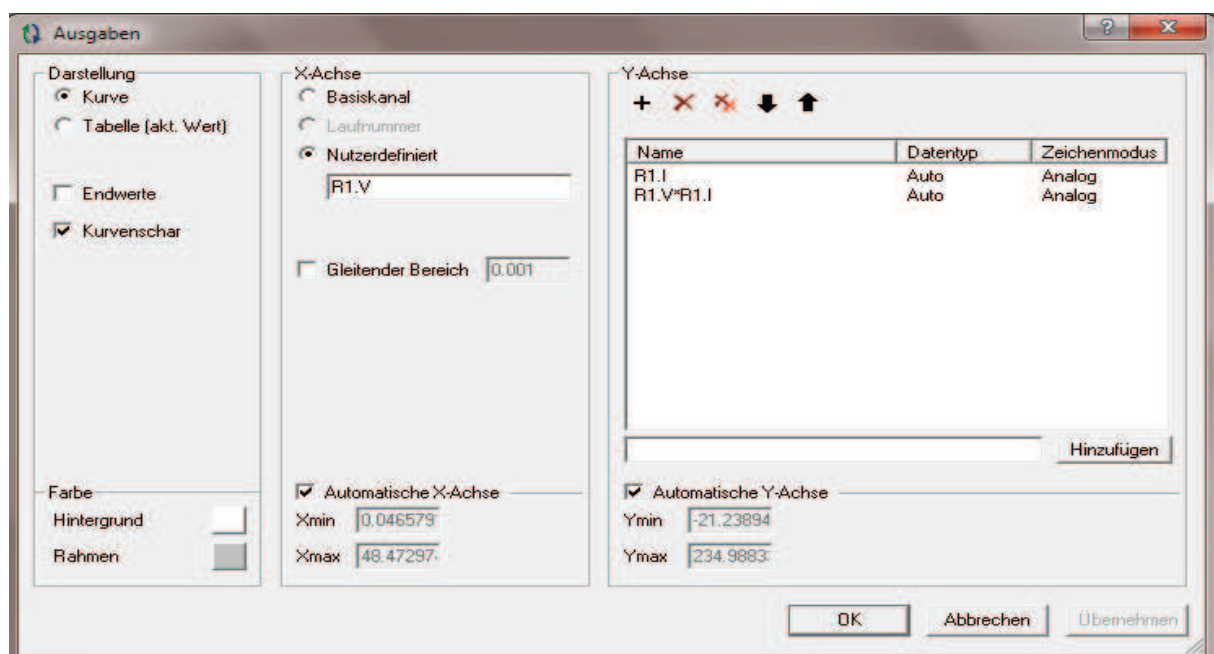 Ausgaben
Darstellung
Kurve
Tabelle (akt. Wert)
Endwerte
Kurvenschar
Farbe
Hintergrund
Rahmen
X-Achse
Basiskanal
Laufnummer
Nutzerdefiniert
R1.V
Gleitender Bereich 0.001
Automatische X-Achse
Xmin 0.046579
Xmax 48.47297
Y-Achse
Name Datentyp Zeichenmodus
R1.I Auto Analog
R1.V*R1.I Auto Analog
Hinzufügen
Automatische Y-Achse
Ymin -21.23894
Ymax 234.9883
OK Abbrechen Übernehmen